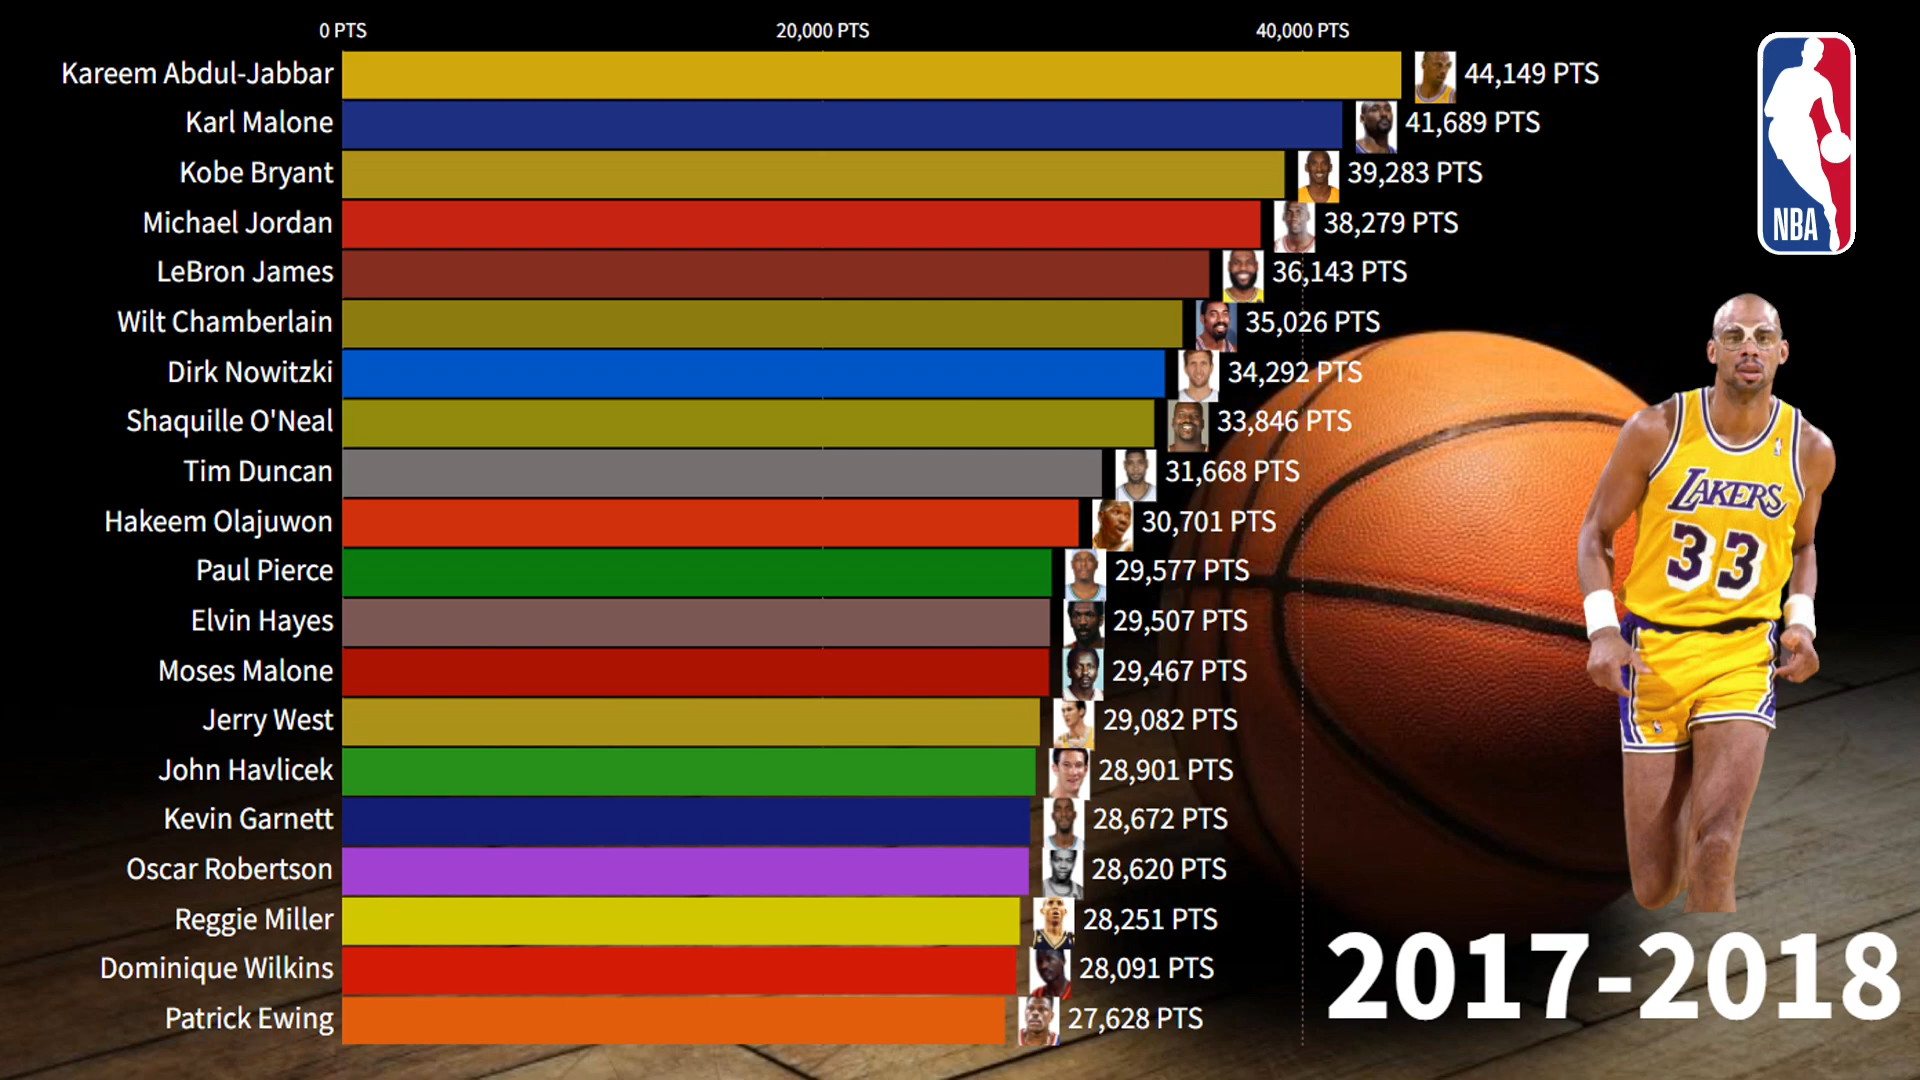 0 PTS 20,000 PTS 40,000 PTS
Kareem Abdul-Jabbar 44,149 PTS
Karl Malone 41,689 PTS
Kobe Bryant 39,283 PTS
Michael Jordan 38,279 PTS
NBA
LeBron James 36,143 PTS
Wilt Chamberlain 35,026 PTS
Dirk Nowitzki 34,292 PTS
Shaquille O'Neal 33,846 PTS
Tim Duncan 31,668 PTS
LAKERS
Hakeem Olajuwon 30,701 PTS
33
Paul Pierce 29,577 PTS
Elvin Hayes 29,507 PTS
Moses Malone 29,467 PTS
Jerry West 29,082 PTS
John Havlicek 28,901 PTS
Kevin Garnett 28,672 PTS
Oscar Robertson 28,620 PTS
Reggie Miller 28,251 PTS
Dominique Wilkins 28,091 PTS
2017-2018
Patrick Ewing 27,628 PTS